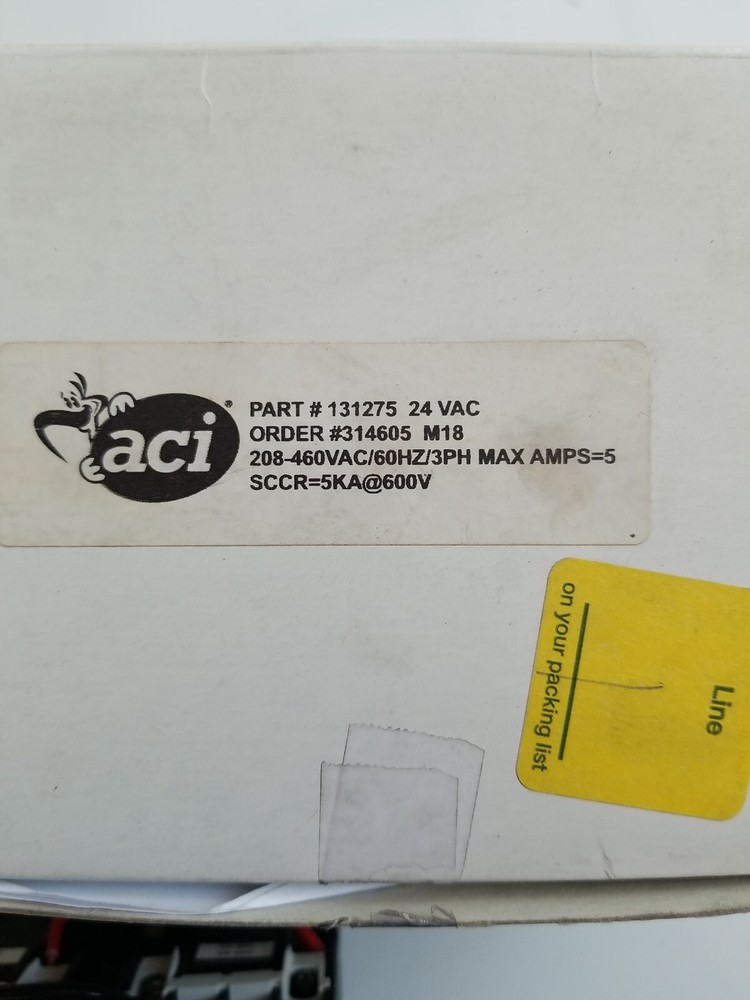 aci®
PART # 131275 24 VAC
ORDER #314605 M18
208-460VAC/60HZ/3PH MAX AMPS=5
SCCR=5KA@600V
Line
on your packing list